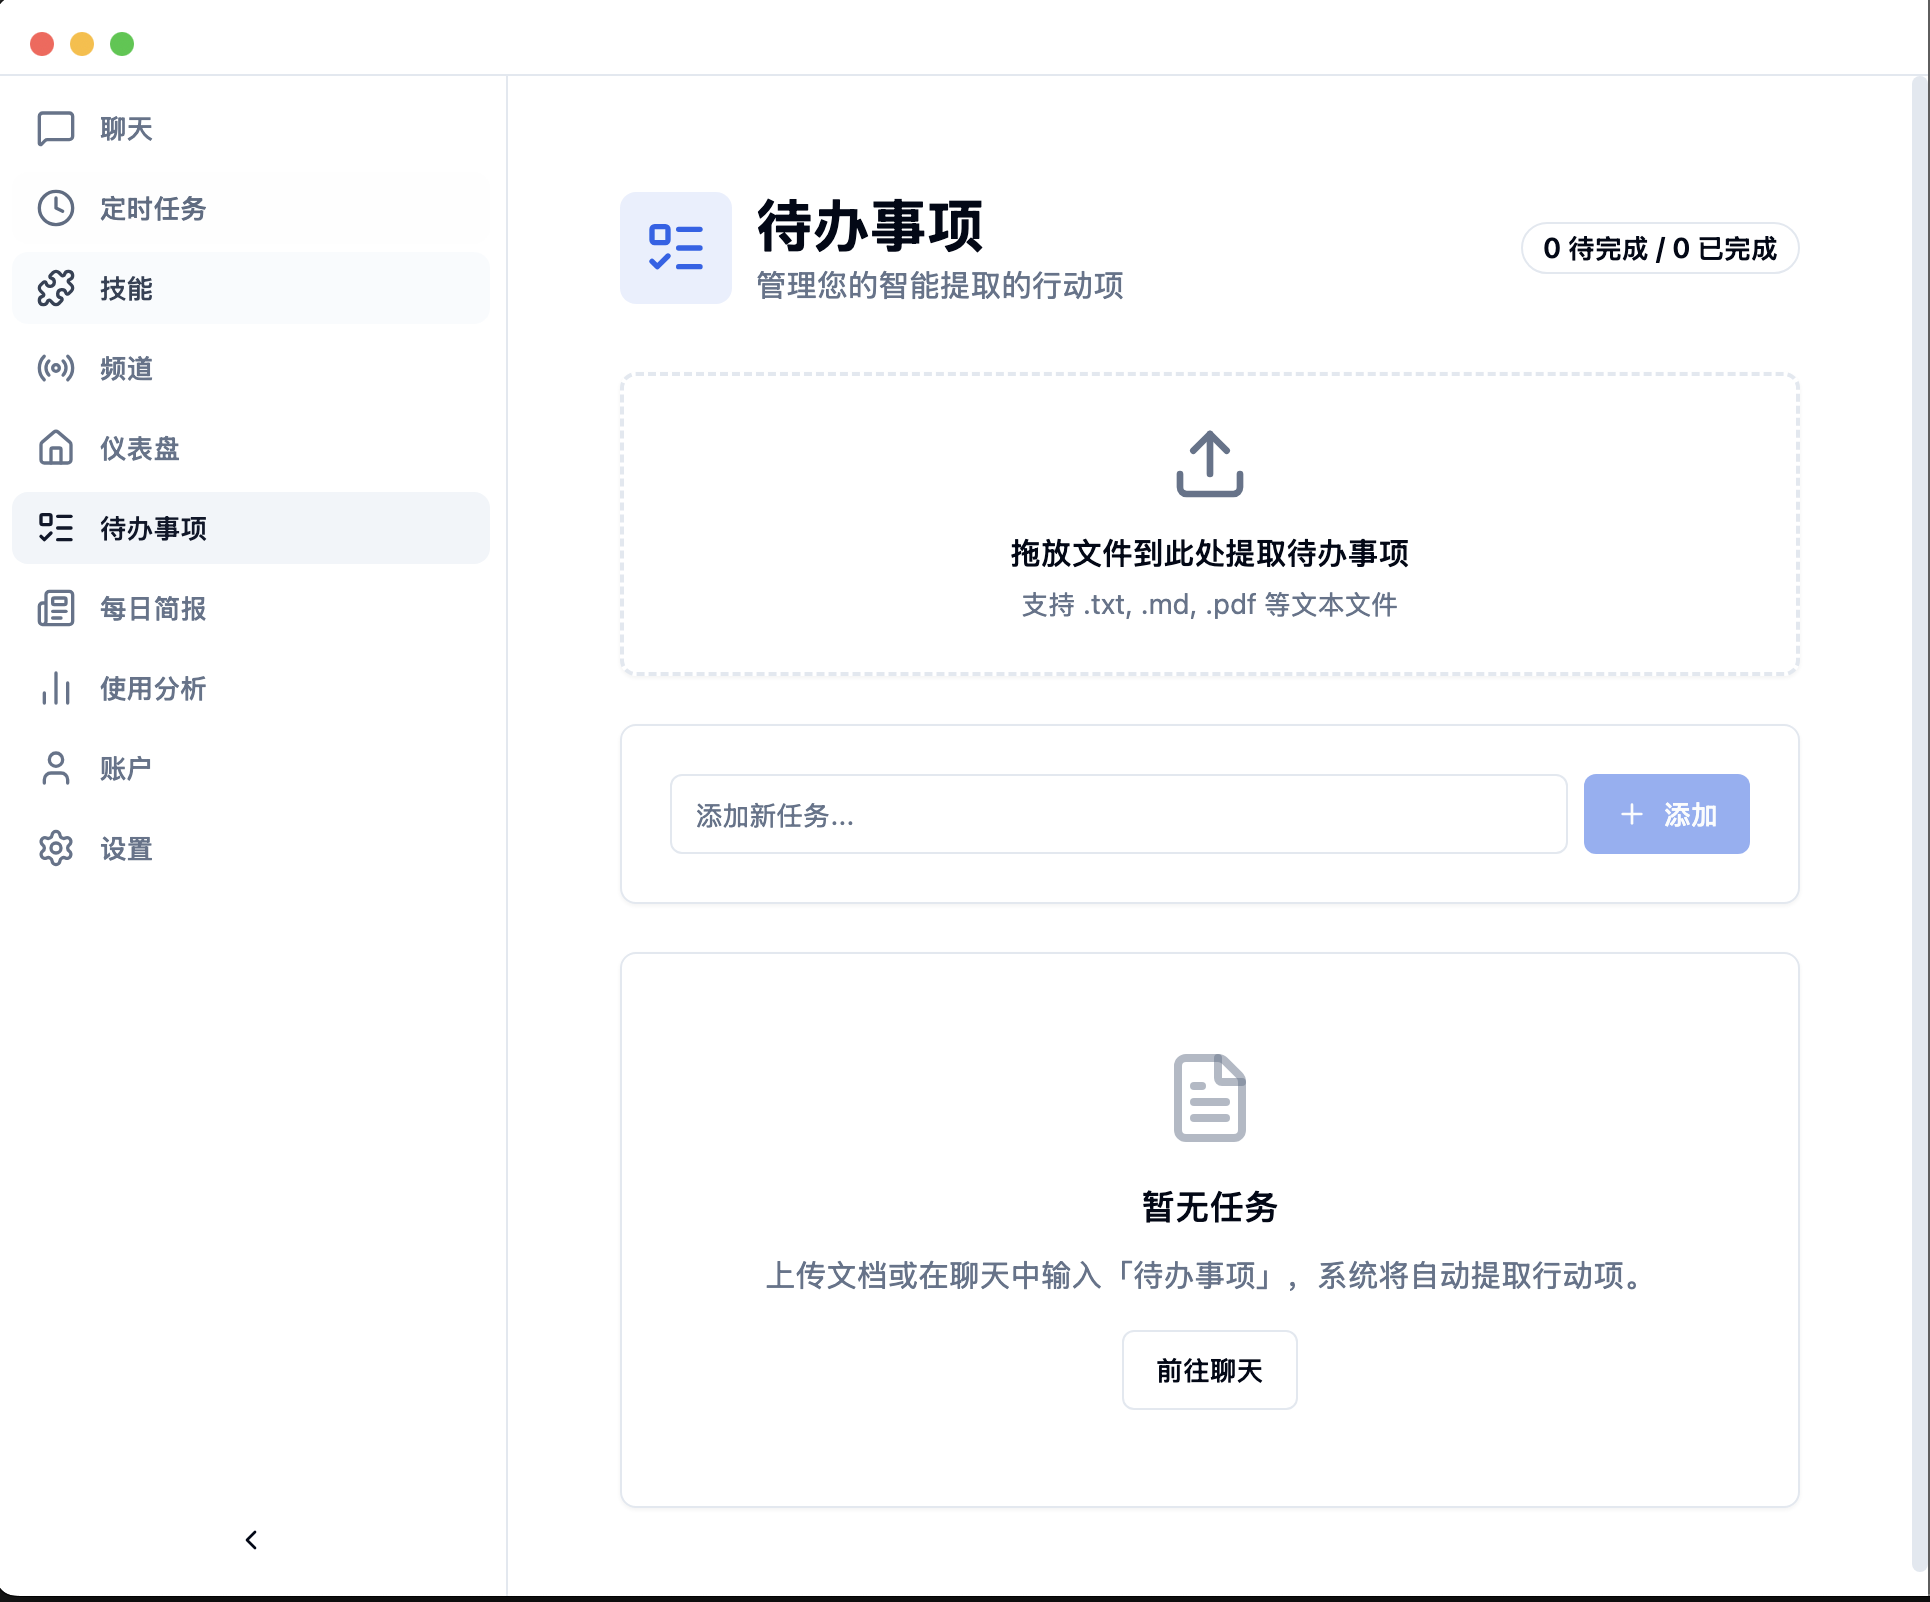 聊天
定时任务
技能
频道
仪表盘
待办事项
每日简报
使用分析
账户
设置
待办事项
管理您的智能提取的行动项
0 待完成 / 0 已完成
拖放文件到此处提取待办事项
支持 .txt, .md, .pdf 等文本文件
添加新任务...
添加
暂无任务
上传文档或在聊天中输入「待办事项」，系统将自动提取行动项。
前往聊天